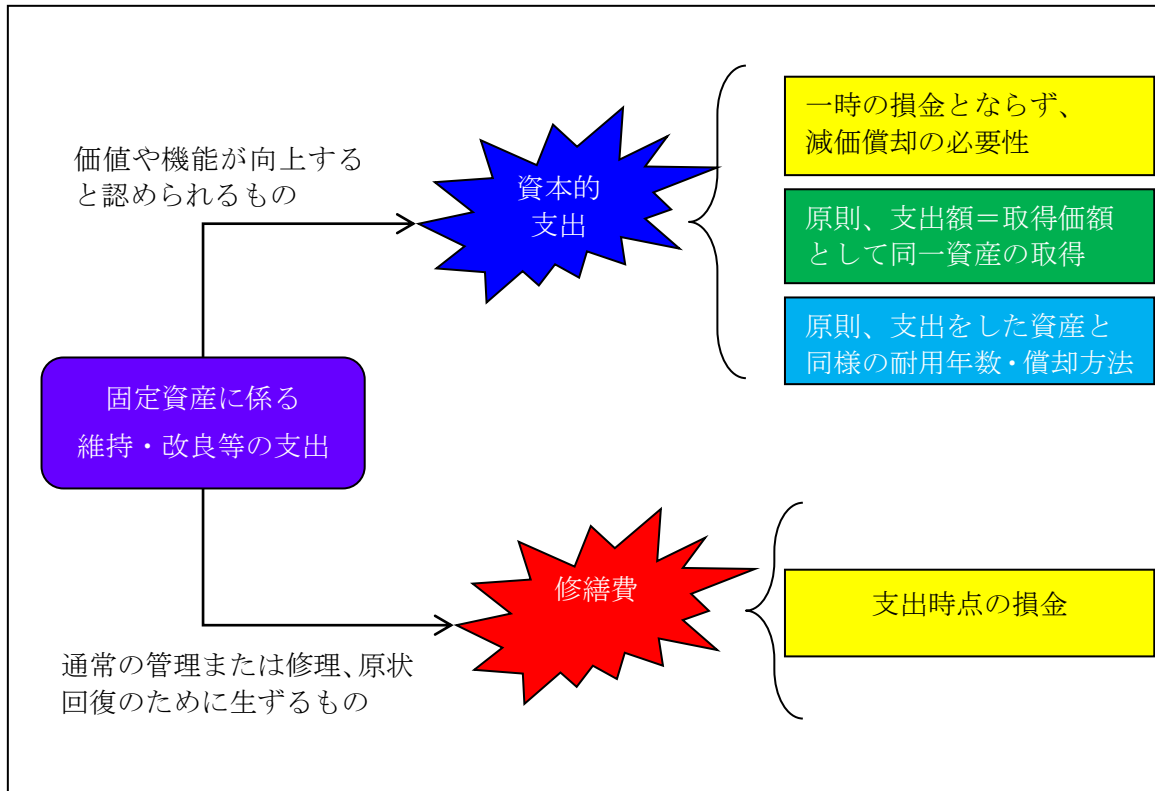 価値や機能が向上する
と認められるもの
資本的
支出
一時の損金とならず、
減価償却の必要性
原則、支出額＝取得価額
として同一資産の取得
原則、支出をした資産と
同様の耐用年数・償却方法
固定資産に係る
維持・改良等の支出
修繕費
支出時点の損金
通常の管理または修理、原状
回復のために生ずるもの